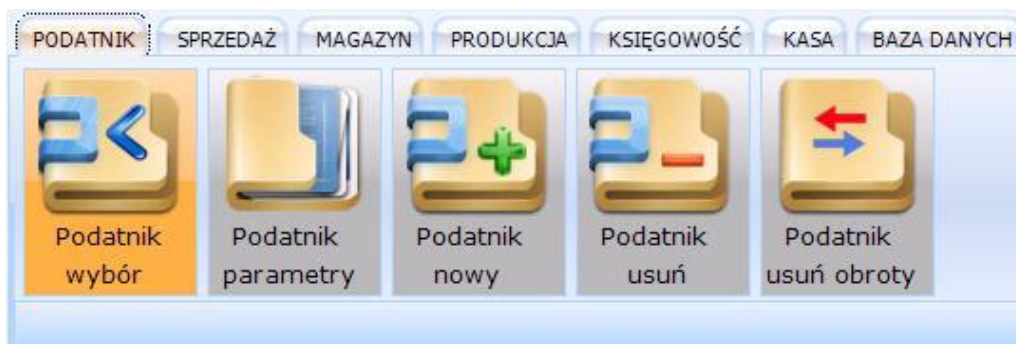 PODATNIK SPRZEDAŻ MAGAZYN PRODUKCJA KSIĘGOWOŚĆ KASA BAZA DANYCH
Podatnik wybór
Podatnik parametry
Podatnik nowy
Podatnik usuń
Podatnik usuń obroty